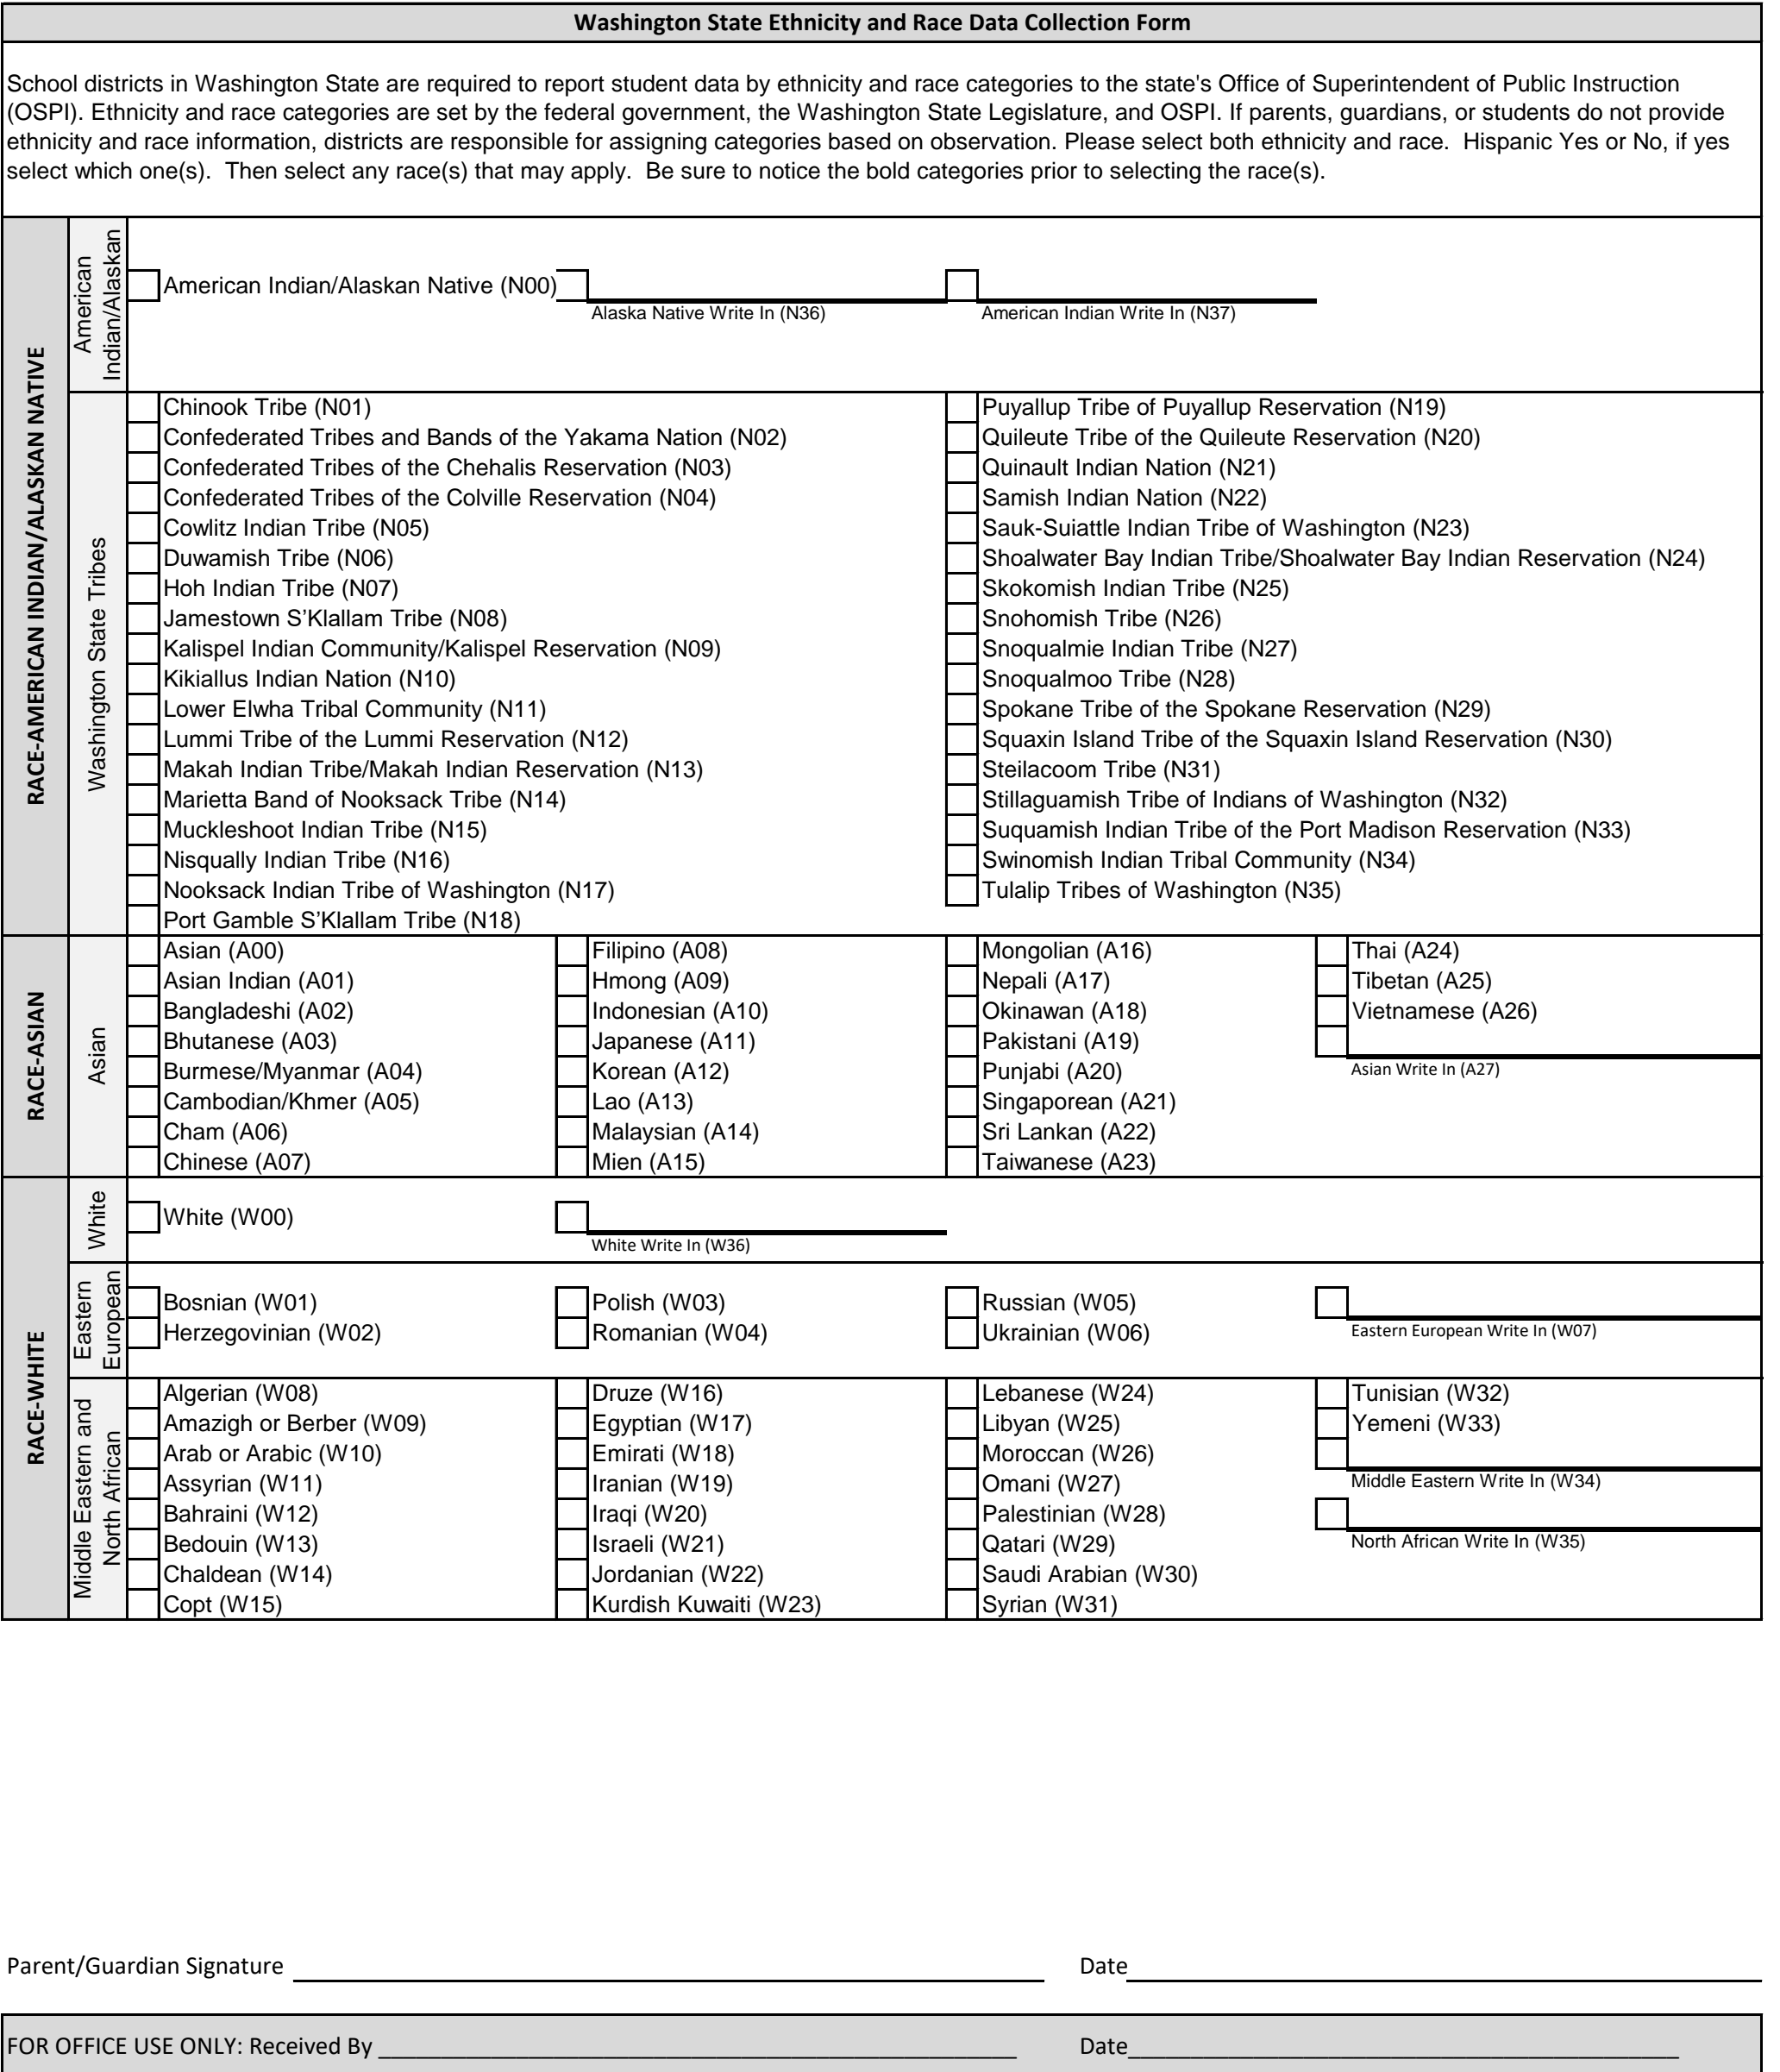 Washington State Ethnicity and Race Data Collection Form
School districts in Washington State are required to report student data by ethnicity and race categories to the state's Office of Superintendent of Public Instruction
(OSPI). Ethnicity and race categories are set by the federal government, the Washington State Legislature, and OSPI. If parents, guardians, or students do not provide
ethnicity and race information, districts are responsible for assigning categories based on observation. Please select both ethnicity and race.  Hispanic Yes or No, if yes
select which one(s).  Then select any race(s) that may apply.  Be sure to notice the bold categories prior to selecting the race(s).
RACE-AMERICAN INDIAN/ALASKAN NATIVE
American
Indian/Alaskan
American Indian/Alaskan Native (N00)
Alaska Native Write In (N36)
American Indian Write In (N37)
Washington State Tribes
Chinook Tribe (N01)
Confederated Tribes and Bands of the Yakama Nation (N02)
Confederated Tribes of the Chehalis Reservation (N03)
Confederated Tribes of the Colville Reservation (N04)
Cowlitz Indian Tribe (N05)
Duwamish Tribe (N06)
Hoh Indian Tribe (N07)
Jamestown S’Klallam Tribe (N08)
Kalispel Indian Community/Kalispel Reservation (N09)
Kikiallus Indian Nation (N10)
Lower Elwha Tribal Community (N11)
Lummi Tribe of the Lummi Reservation (N12)
Makah Indian Tribe/Makah Indian Reservation (N13)
Marietta Band of Nooksack Tribe (N14)
Muckleshoot Indian Tribe (N15)
Nisqually Indian Tribe (N16)
Nooksack Indian Tribe of Washington (N17)
Port Gamble S’Klallam Tribe (N18)
Puyallup Tribe of Puyallup Reservation (N19)
Quileute Tribe of the Quileute Reservation (N20)
Quinault Indian Nation (N21)
Samish Indian Nation (N22)
Sauk-Suiattle Indian Tribe of Washington (N23)
Shoalwater Bay Indian Tribe/Shoalwater Bay Indian Reservation (N24)
Skokomish Indian Tribe (N25)
Snohomish Tribe (N26)
Snoqualmie Indian Tribe (N27)
Snoqualmoo Tribe (N28)
Spokane Tribe of the Spokane Reservation (N29)
Squaxin Island Tribe of the Squaxin Island Reservation (N30)
Steilacoom Tribe (N31)
Stillaguamish Tribe of Indians of Washington (N32)
Suquamish Indian Tribe of the Port Madison Reservation (N33)
Swinomish Indian Tribal Community (N34)
Tulalip Tribes of Washington (N35)
RACE-ASIAN
Asian
Asian (A00)
Asian Indian (A01)
Bangladeshi (A02)
Bhutanese (A03)
Burmese/Myanmar (A04)
Cambodian/Khmer (A05)
Cham (A06)
Chinese (A07)
Filipino (A08)
Hmong (A09)
Indonesian (A10)
Japanese (A11)
Korean (A12)
Lao (A13)
Malaysian (A14)
Mien (A15)
Mongolian (A16)
Nepali (A17)
Okinawan (A18)
Pakistani (A19)
Punjabi (A20)
Singaporean (A21)
Sri Lankan (A22)
Taiwanese (A23)
Thai (A24)
Tibetan (A25)
Vietnamese (A26)
Asian Write In (A27)
RACE-WHITE
White
White (W00)
White Write In (W36)
Eastern
European
Bosnian (W01)
Herzegovinian (W02)
Polish (W03)
Romanian (W04)
Russian (W05)
Ukrainian (W06)
Eastern European Write In (W07)
Middle Eastern and
North African
Algerian (W08)
Amazigh or Berber (W09)
Arab or Arabic (W10)
Assyrian (W11)
Bahraini (W12)
Bedouin (W13)
Chaldean (W14)
Copt (W15)
Druze (W16)
Egyptian (W17)
Emirati (W18)
Iranian (W19)
Iraqi (W20)
Israeli (W21)
Jordanian (W22)
Kurdish Kuwaiti (W23)
Lebanese (W24)
Libyan (W25)
Moroccan (W26)
Omani (W27)
Palestinian (W28)
Qatari (W29)
Saudi Arabian (W30)
Syrian (W31)
Tunisian (W32)
Yemeni (W33)
Middle Eastern Write In (W34)
North African Write In (W35)
Parent/Guardian Signature
Date
FOR OFFICE USE ONLY: Received By
Date